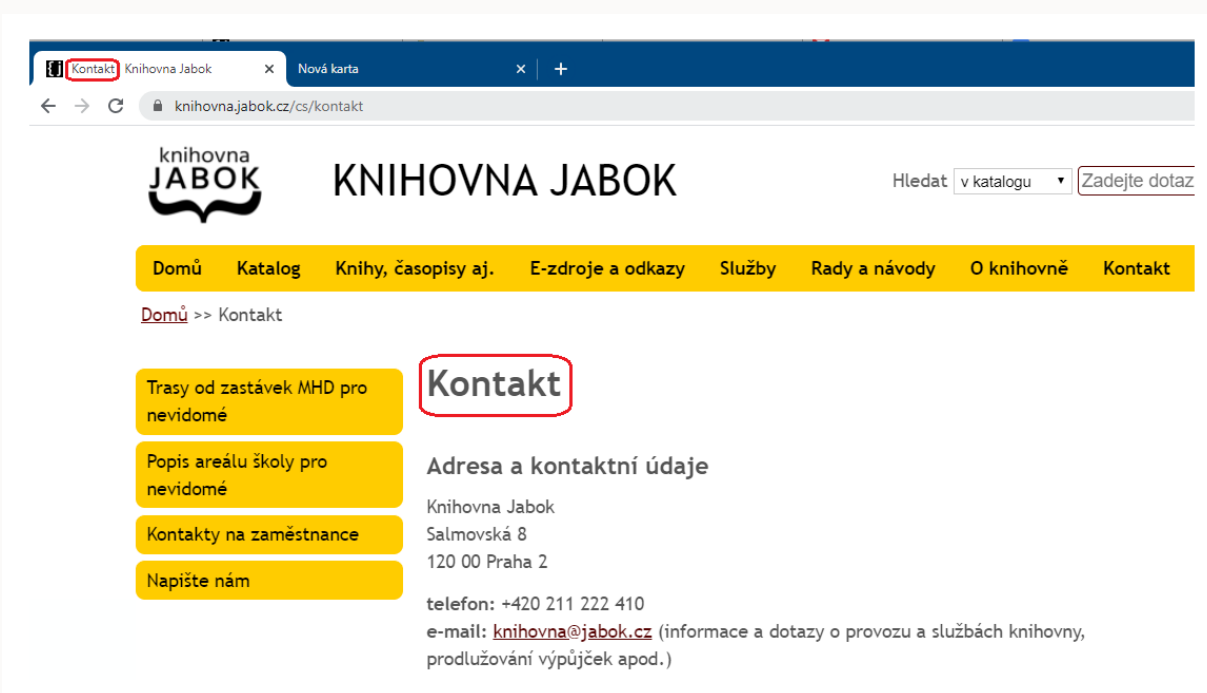 Kontakt Knihovna Jabok
Nová karta
knihovna.jabok.cz/cs/kontakt
knihovna
JABOK
KNIHOVNA JABOK
Hledat v katalogu Zadejte dotaz
Domů Katalog Knihy, časopisy aj. E-zdroje a odkazy Služby Rady a návody O knihovně Kontakt
Domů >> Kontakt
Trasy od zastávek MHD pro
nevidomé
Popis areálu školy pro
nevidomé
Kontakty na zaměstnance
Napište nám
Kontakt
Adresa a kontaktní údaje
Knihovna Jabok
Salmovská 8
120 00 Praha 2
telefon: +420 211 222 410
e-mail: knihovna@jabok.cz (informace a dotazy o provozu a službách knihovny,
prodlužování výpůjček apod.)